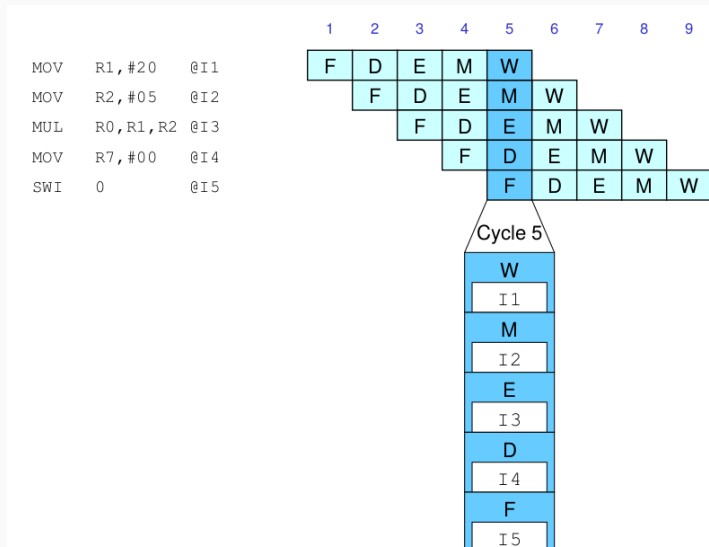 1 2 3 4 5 6 7 8 9
MOV R1,#20 @I1 F D E M W
MOV R2,#05 @I2 F D E M W
MUL R0,R1,R2 @I3 F D E M W
MOV R7,#00 @I4 F D E M W
SWI 0 @I5 F D E M W
Cycle 5
W
I1
M
I2
E
I3
D
I4
F
I5